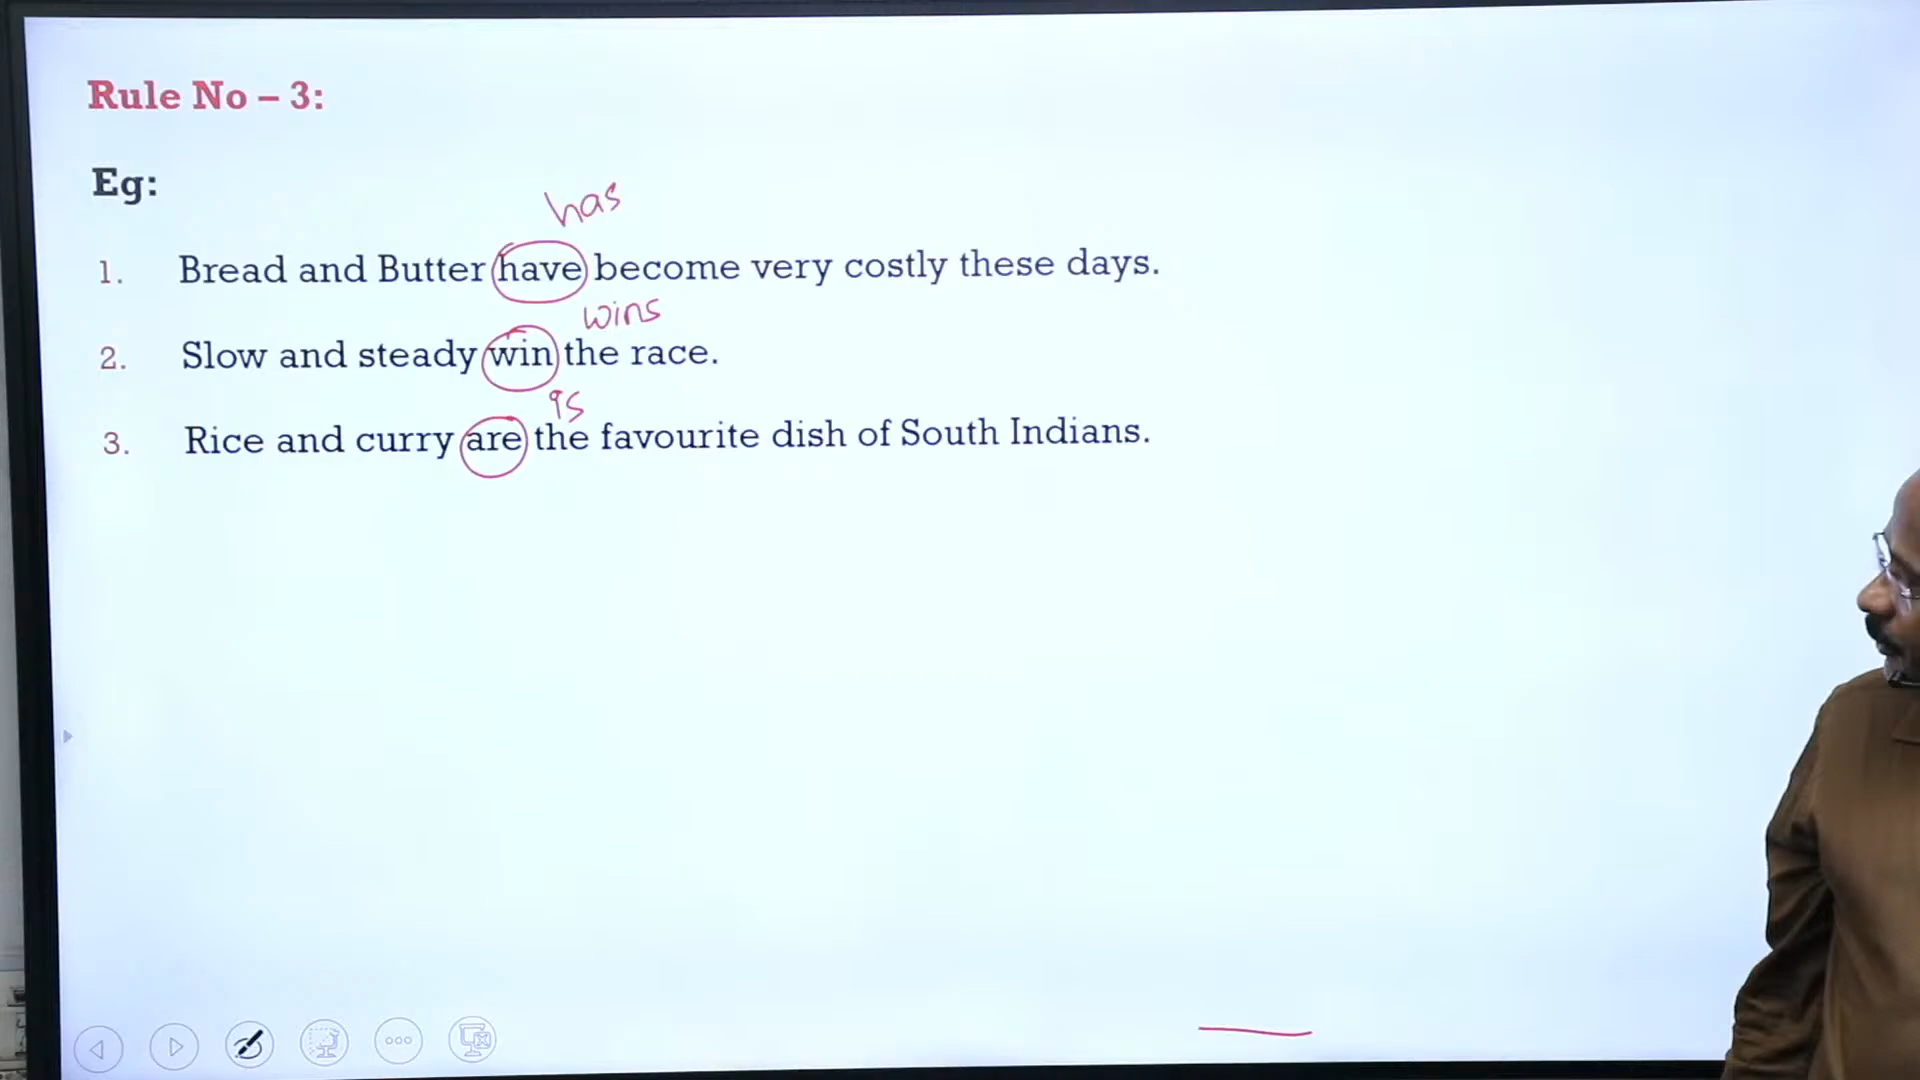 Rule No – 3:
Eg:
has
1. Bread and Butter have become very costly these days.
wins
2. Slow and steady win the race.
is
3. Rice and curry are the favourite dish of South Indians.